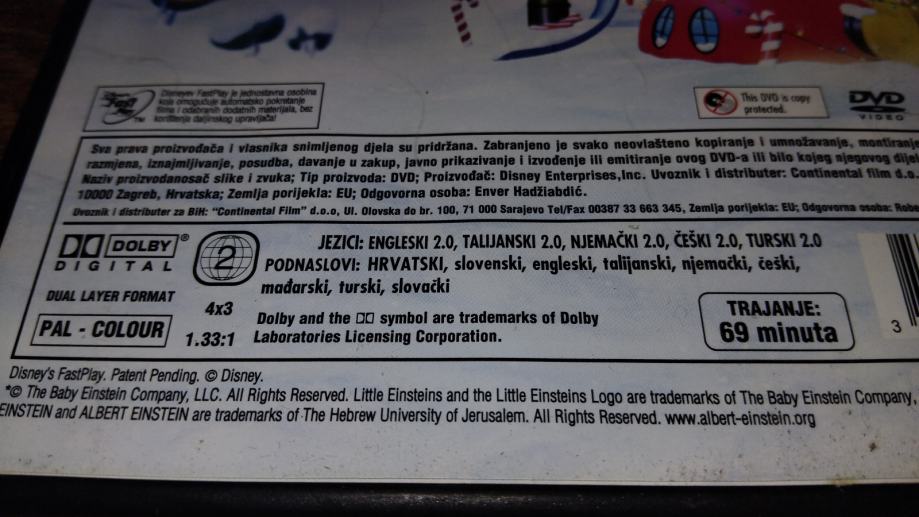 Disney's Fast Play TM
Disneyev FastPlay je jednostavna osobina
koja omogućuje automatsko pokretanje
filma i odabranih dodatnih materijala, bez
korištenja daljinskog upravljača!
This DVD is copy
protected.
DVD
VIDEO
Sva prava proizvođača i vlasnika snimljenog djela su pridržana. Zabranjeno je svako neovlašteno kopiranje i umnožavanje, montiranje
razmjena, iznajmljivanje, posudba, davanje u zakup, javno prikazivanje i izvođenje ili emitiranje ovog DVD-a ili bilo kojeg njegovog
Naziv proizvođanosač slike i zvuka; Tip proizvoda: DVD; Proizvođač: Disney Enterprises,Inc. Uvoznik i distributer: Continental film d.o.
10000 Zagreb, Hrvatska; Zemlja porijekla: EU; Odgovorna osoba: Enver Hadžiabdić.
Uvoznik i distributer za BiH: "Continental Film" d.o.o, Ul. Olovska do br. 100, 71 000 Sarajevo Tel/Fax 00387 33 663 345, Zemlja porijekla: EU; Odgovorna osoba:
DOLBY®
DIGITAL
2
JEZICI: ENGLESKI 2.0, TALIJANSKI 2.0, NJEMAČKI 2.0, ČEŠKI 2.0, TURSKI 2.0
PODNASLOVI: HRVATSKI, slovenski, engleski, talijanski, njemački, češki,
mađarski, turski, slovački
DUAL LAYER FORMAT
4x3
PAL - COLOUR
1.33:1
Dolby and the DD symbol are trademarks of Dolby
Laboratories Licensing Corporation.
TRAJANJE:
69 minuta
3
Disney's FastPlay. Patent Pending. © Disney.
*© The Baby Einstein Company, LLC. All Rights Reserved. Little Einsteins and the Little Einsteins Logo are trademarks of The Baby Einstein Company,
EINSTEIN and ALBERT EINSTEIN are trademarks of The Hebrew University of Jerusalem. All Rights Reserved. www.albert-einstein.org